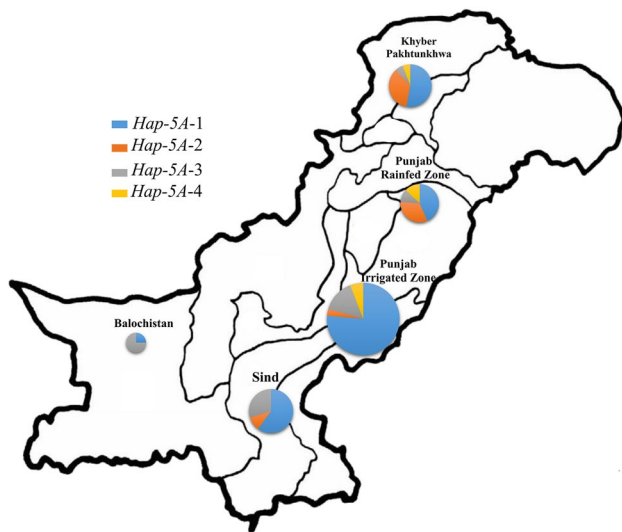 Khyber
Pakhtunkhwa
Hap-5A-1
Hap-5A-2
Hap-5A-3
Hap-5A-4
Punjab
Rainfed Zone
Punjab
Irrigated Zone
Balochistan
Sind